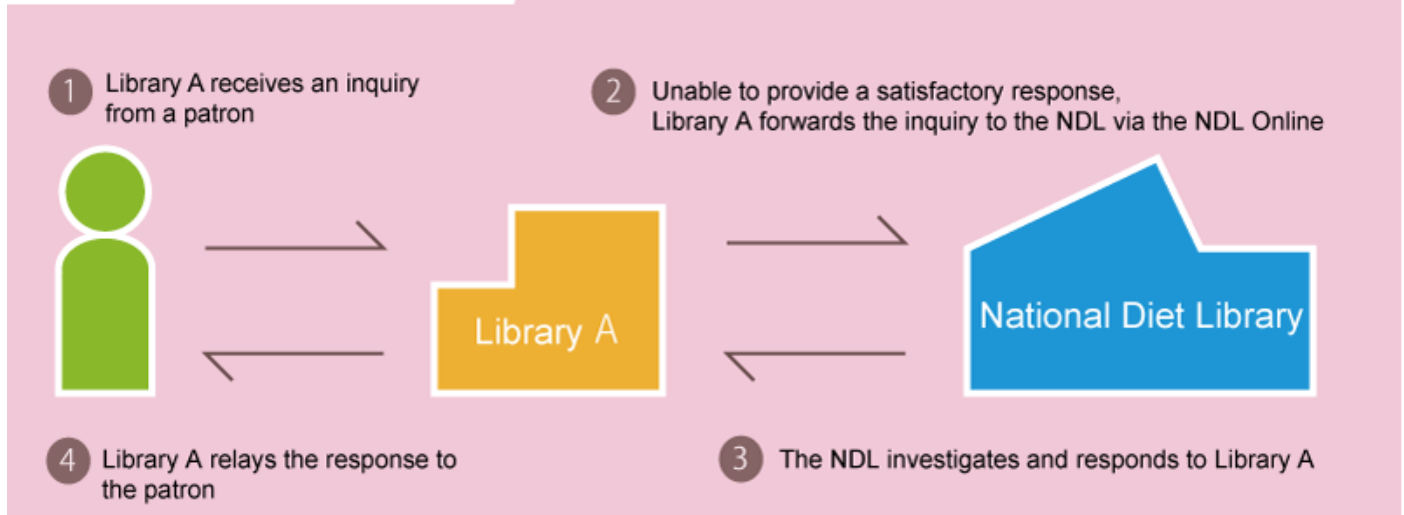 1
Library A receives an inquiry
from a patron
2
Unable to provide a satisfactory response,
Library A forwards the inquiry to the NDL via the NDL Online
Library A
National Diet Library
4
Library A relays the response to
the patron
3
The NDL investigates and responds to Library A